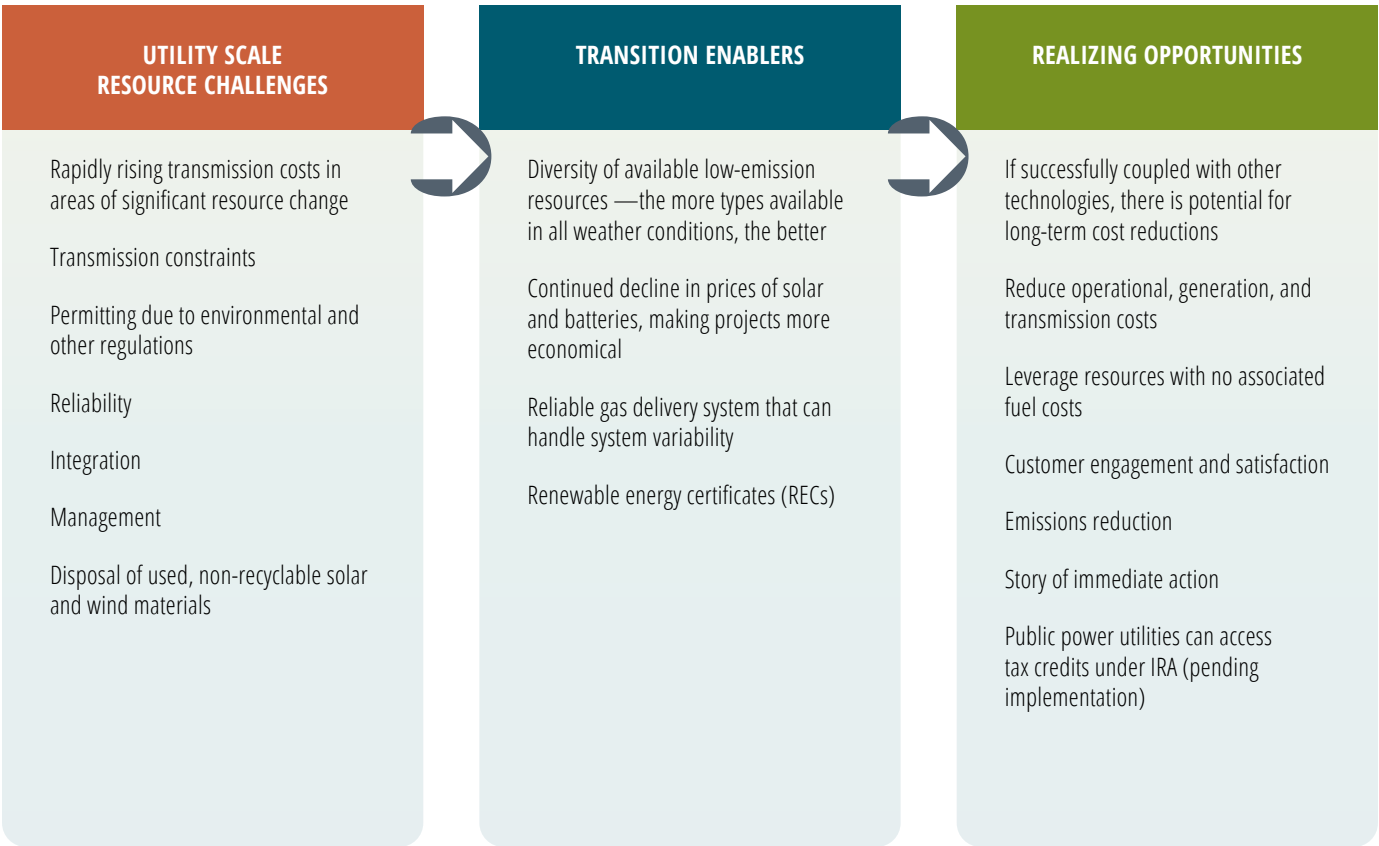 UTILITY SCALE
RESOURCE CHALLENGES
Rapidly rising transmission costs in
areas of significant resource change
Transmission constraints
Permitting due to environmental and
other regulations
Reliability
Integration
Management
Disposal of used, non-recyclable solar
and wind materials
TRANSITION ENABLERS
Diversity of available low-emission
resources —the more types available
in all weather conditions, the better
Continued decline in prices of solar
and batteries, making projects more
economical
Reliable gas delivery system that can
handle system variability
Renewable energy certificates (RECs)
REALIZING OPPORTUNITIES
If successfully coupled with other
technologies, there is potential for
long-term cost reductions
Reduce operational, generation, and
transmission costs
Leverage resources with no associated
fuel costs
Customer engagement and satisfaction
Emissions reduction
Story of immediate action
Public power utilities can access
tax credits under IRA (pending
implementation)